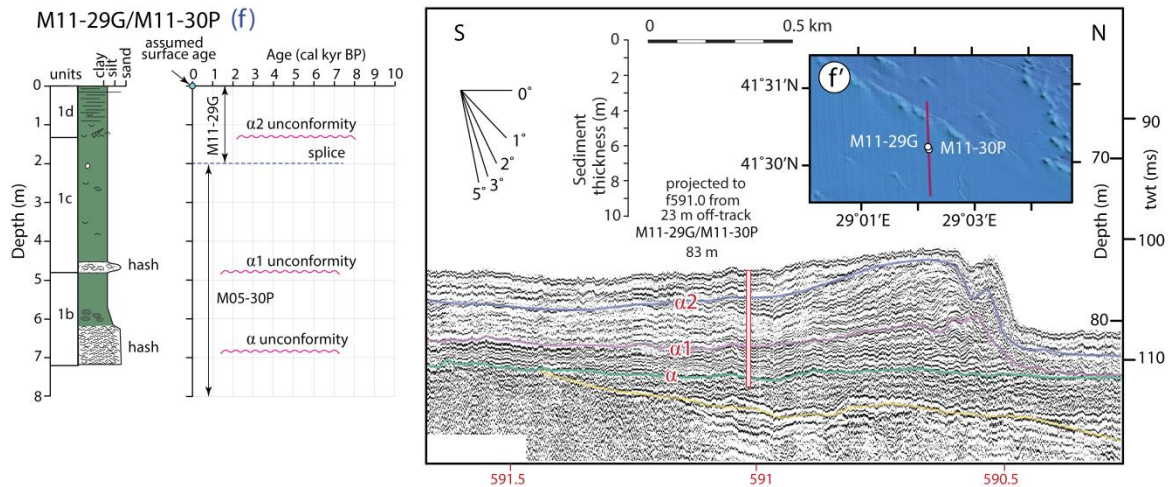 M11-29G/M11-30P (f)
assumed
surface age
Age (cal kyr BP)
units
clay
silt
sand
0 1 2 3 4 5 6 7 8 9 10
Depth (m)
0
1
2
3
4
5
6
7
8
1d
1c
1b
hash
hash
M11-29G
α2 unconformity
splice
α1 unconformity
M05-30P
α unconformity
S
N
0 0.5 km
0°
1°
2°
3°
5°
Sediment
thickness (m)
0
2
4
6
8
10
projected to
f591.0 from
23 m off-track
M11-29G/M11-30P
83 m
f'
41°31'N
41°30'N
M11-29G
M11-30P
29°01'E
29°03'E
Depth (m)
70
80
twt (ms)
90
100
110
α2
α1
α
591.5
591
590.5